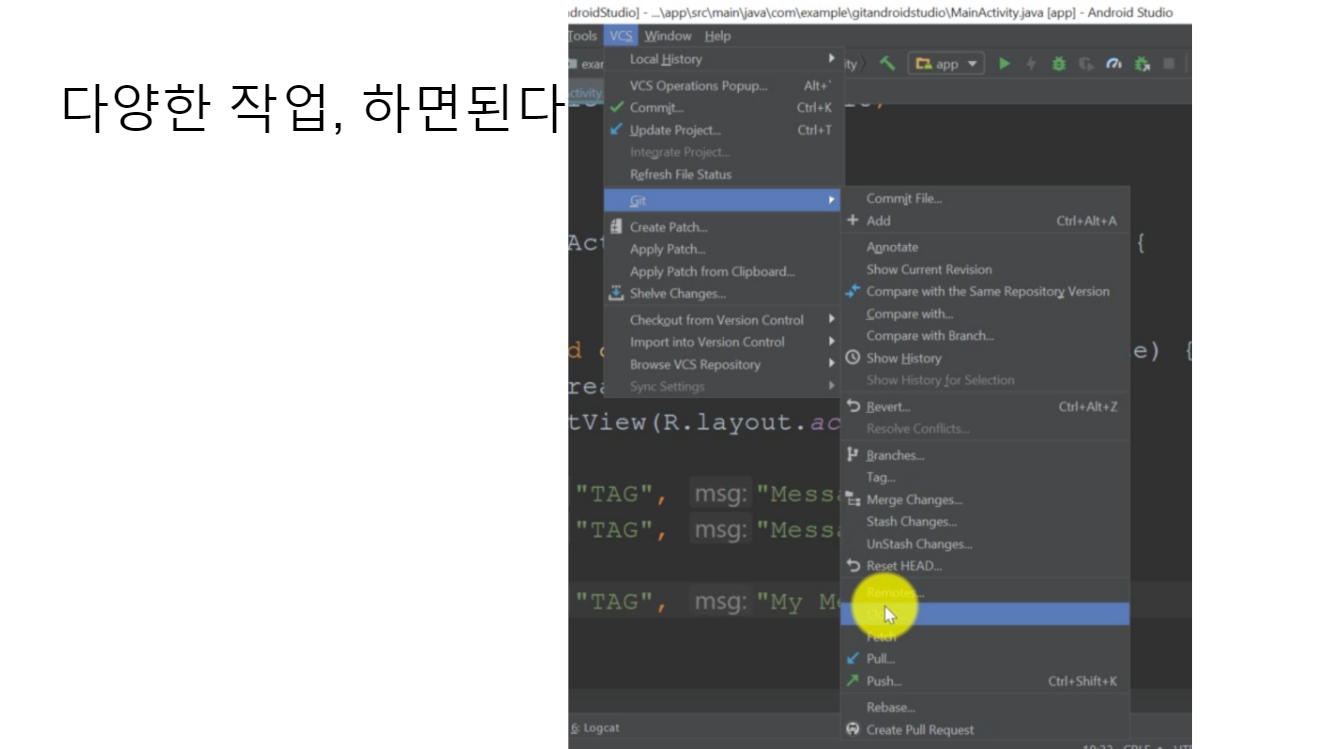 다양한 작업, 하면된다
droidStudio] - ...\app\src\main\java\com\example\gitandroidstudio\MainActivity.java [app] - Android Studio
Tools VCS Window Help
app
Local History
VCS Operations Popup... Alt+`
Commit... Ctrl+K
Update Project... Ctrl+T
Integrate Project...
Refresh File Status
Git
Create Patch...
Apply Patch...
Apply Patch from Clipboard...
Shelve Changes...
Checkout from Version Control
Import into Version Control
Browse VCS Repository
Sync Settings
Commit File...
Add Ctrl+Alt+A
Annotate
Show Current Revision
Compare with the Same Repository Version
Compare with...
Compare with Branch...
Show History
Show History for Selection
Revert... Ctrl+Alt+Z
Resolve Conflicts...
Branches...
Tag...
Merge Changes...
Stash Changes...
UnStash Changes...
Reset HEAD...
Remotes...
Fetch
Pull...
Push... Ctrl+Shift+K
Rebase...
Create Pull Request
Act {
e) {
tView(R.layout.ac
"TAG", msg: "Messa
"TAG", msg: "Messa
"TAG", msg: "My Me
6: Logcat